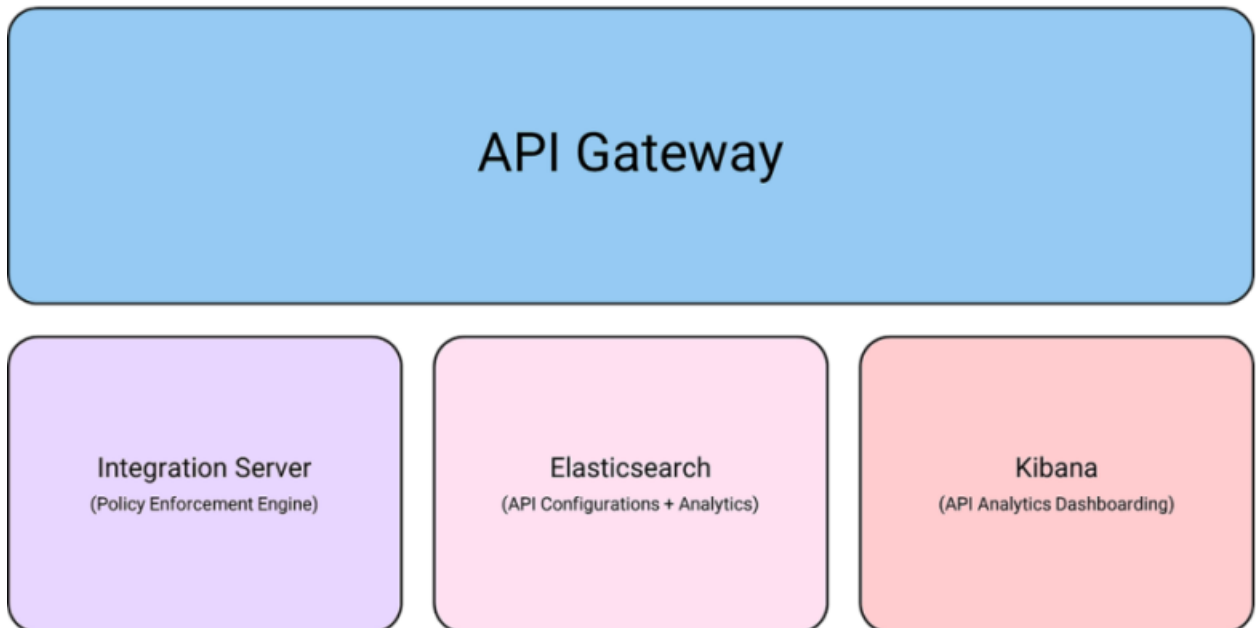 API Gateway
Integration Server
(Policy Enforcement Engine)
Elasticsearch
(API Configurations + Analytics)
Kibana
(API Analytics Dashboarding)